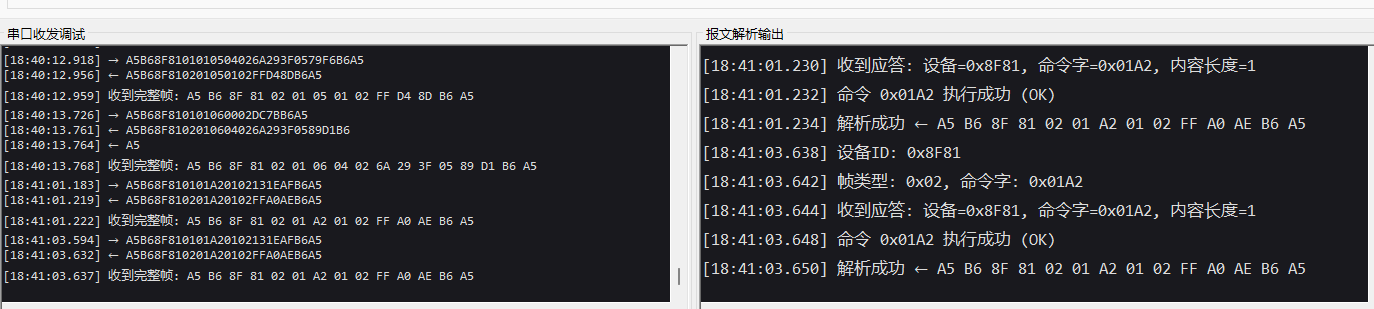 串口收发调试
[18:40:12.918] → A5B68F8101010504026A293F0579F6B6A5
[18:40:12.956] ← A5B68F810201050102FFD48DB6A5
[18:40:12.959] 收到完整帧: A5 B6 8F 81 02 01 05 01 02 FF D4 8D B6 A5
[18:40:13.726] → A5B68F810101060002DC7BB6A5
[18:40:13.761] ← A5B68F8102010604026A293F0589D1B6
[18:40:13.764] ← A5
[18:40:13.768] 收到完整帧: A5 B6 8F 81 02 01 06 04 02 6A 29 3F 05 89 D1 B6 A5
[18:41:01.183] → A5B68F810101A20102131EAFB6A5
[18:41:01.219] ← A5B68F810201A20102FFA0AEB6A5
[18:41:01.222] 收到完整帧: A5 B6 8F 81 02 01 A2 01 02 FF A0 AE B6 A5
[18:41:03.594] → A5B68F810101A20102131EAFB6A5
[18:41:03.632] ← A5B68F810201A20102FFA0AEB6A5
[18:41:03.637] 收到完整帧: A5 B6 8F 81 02 01 A2 01 02 FF A0 AE B6 A5
报文解析输出
[18:41:01.230] 收到应答: 设备=0x8F81, 命令字=0x01A2, 内容长度=1
[18:41:01.232] 命令 0x01A2 执行成功 (OK)
[18:41:01.234] 解析成功 ← A5 B6 8F 81 02 01 A2 01 02 FF A0 AE B6 A5
[18:41:03.638] 设备ID: 0x8F81
[18:41:03.642] 帧类型: 0x02, 命令字: 0x01A2
[18:41:03.644] 收到应答: 设备=0x8F81, 命令字=0x01A2, 内容长度=1
[18:41:03.648] 命令 0x01A2 执行成功 (OK)
[18:41:03.650] 解析成功 ← A5 B6 8F 81 02 01 A2 01 02 FF A0 AE B6 A5